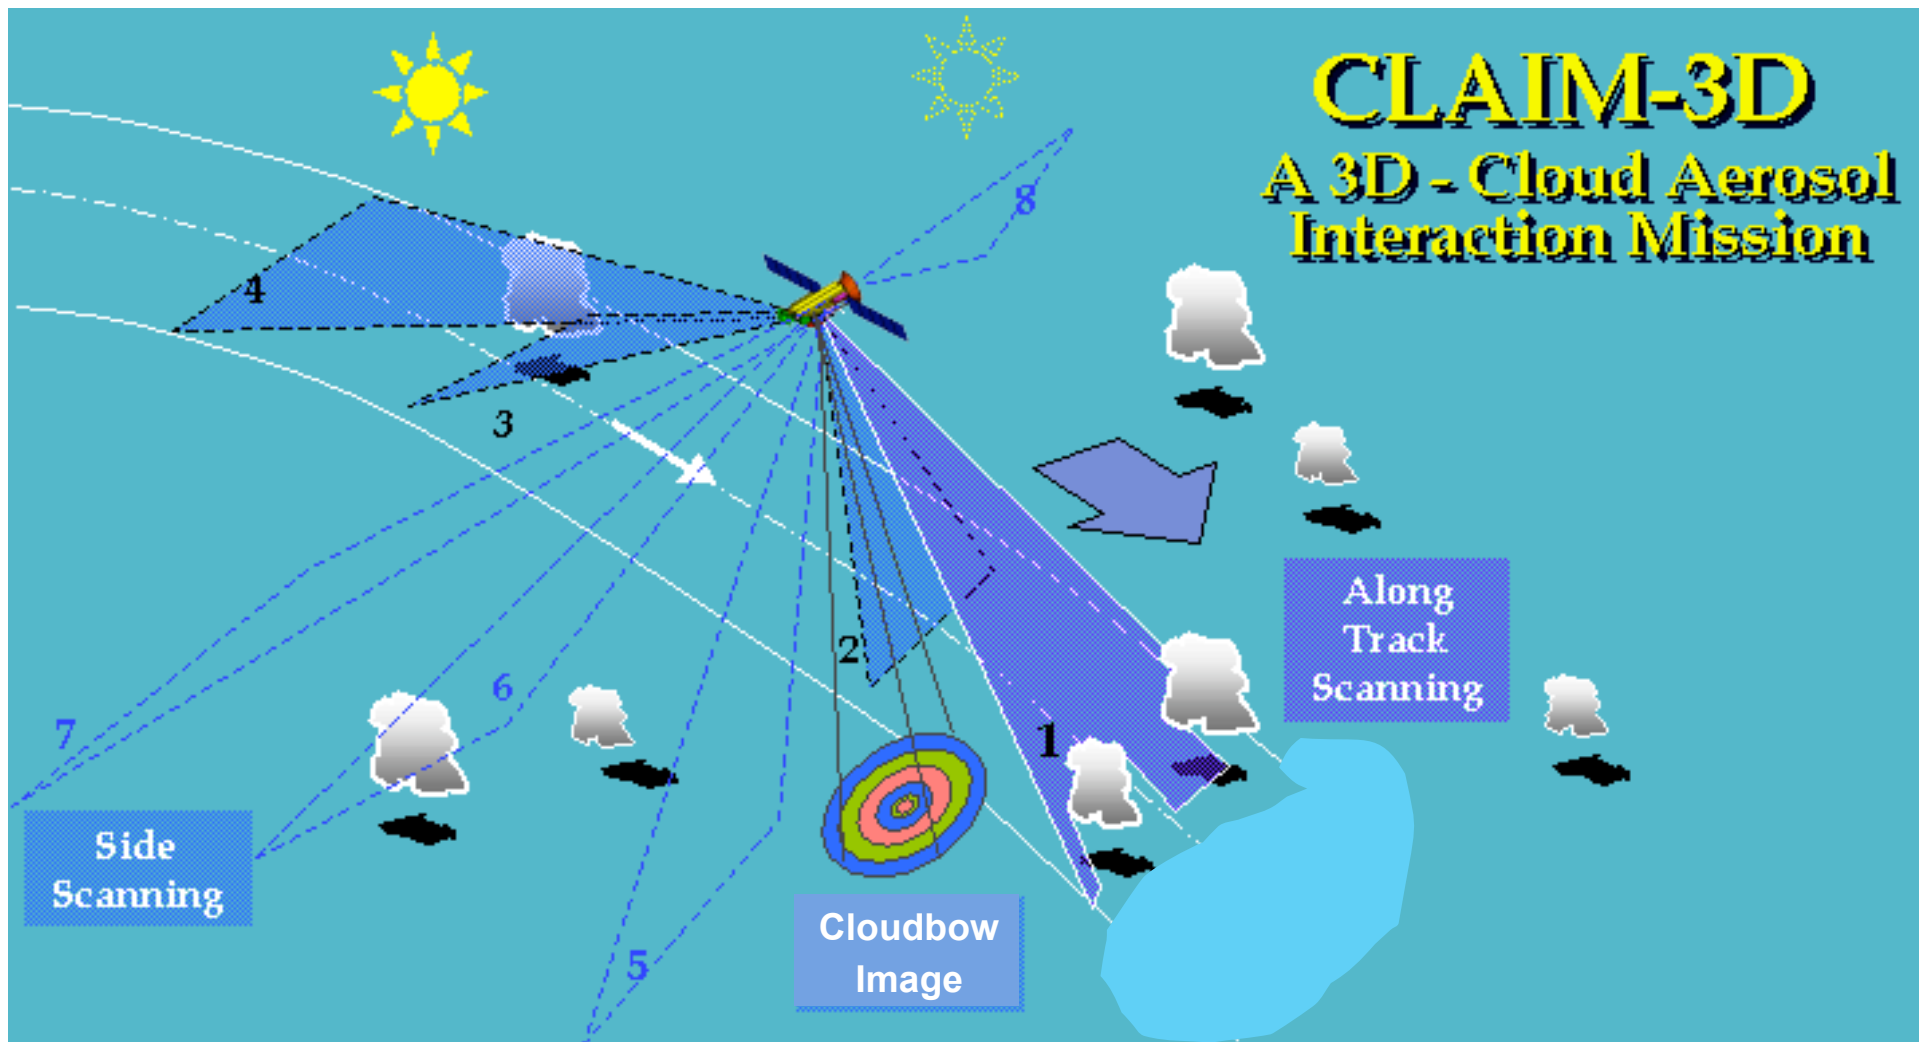 CLAIM-3D
A 3D - Cloud Aerosol
Interaction Mission
8
4
3
2
6
7
1
5
Along
Track
Scanning
Side
Scanning
Cloudbow
Image